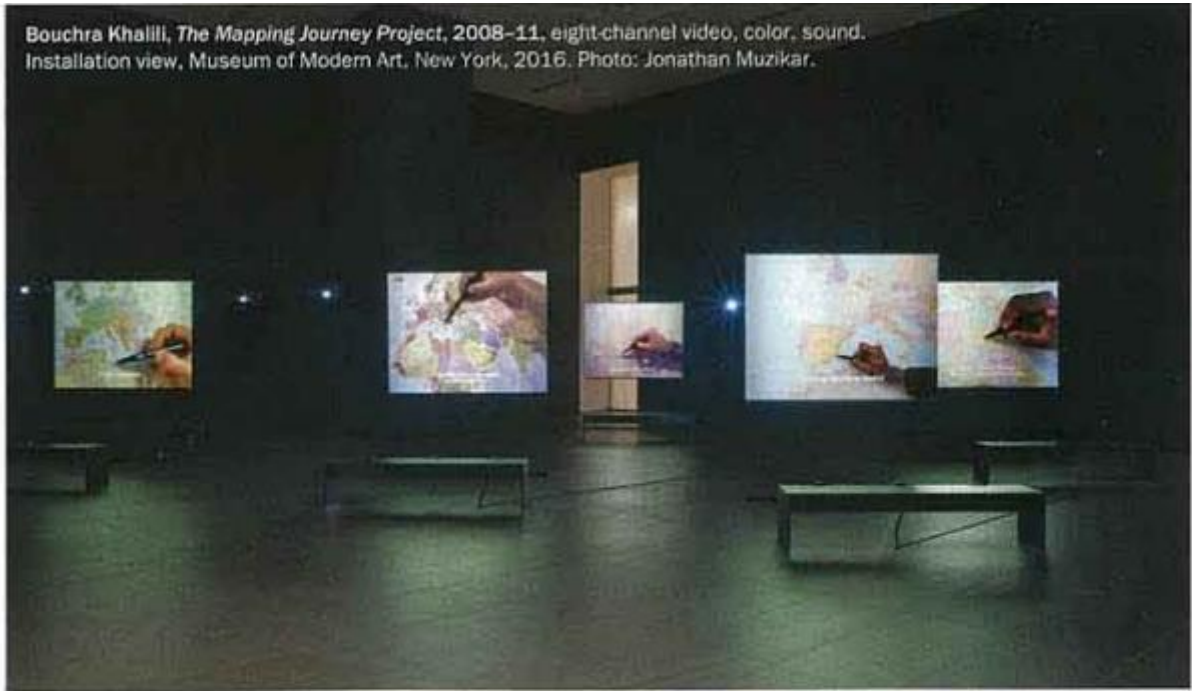 Bouchra Khalili, The Mapping Journey Project, 2008–11, eight-channel video, color, sound.
Installation view, Museum of Modern Art, New York, 2016. Photo: Jonathan Muzikar.